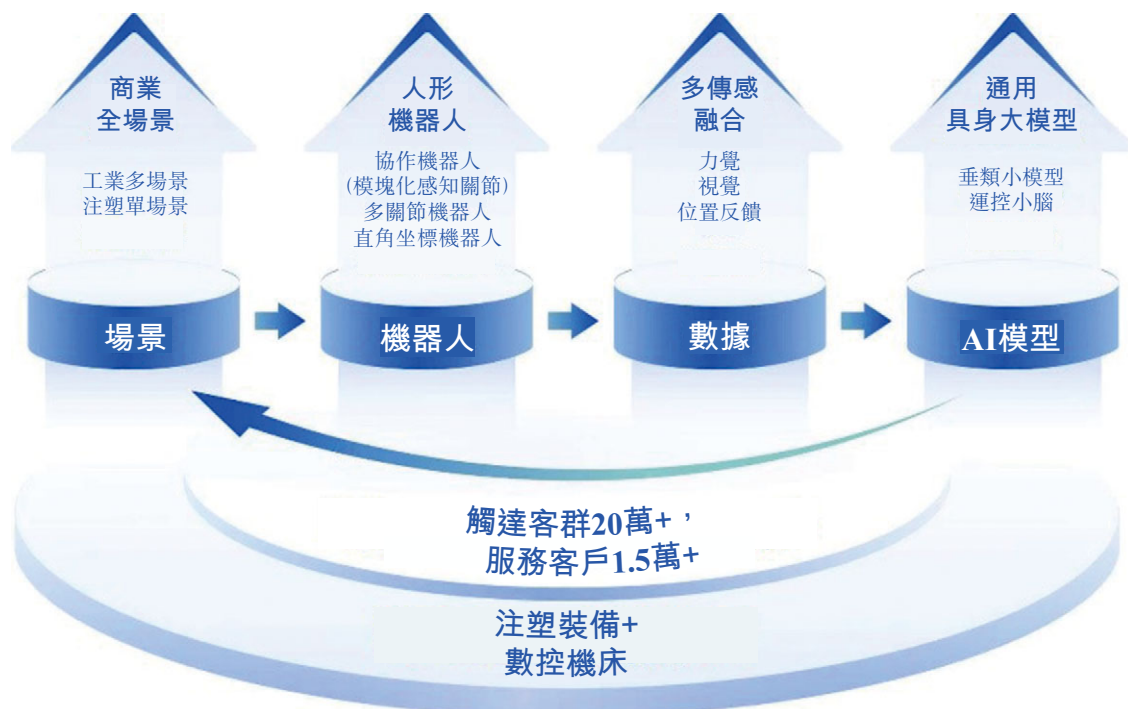 商業
全場景
工業多場景
注塑單場景
人形
機器人
協作機器人
(模塊化感知關節)
多關節機器人
直角坐標機器人
多傳感
融合
力覺
視覺
位置反饋
通用
具身大模型
垂類小模型
運控小腦
場景
機器人
數據
AI模型
觸達客群20萬+，
服務客戶1.5萬+
注塑裝備+
數控機床